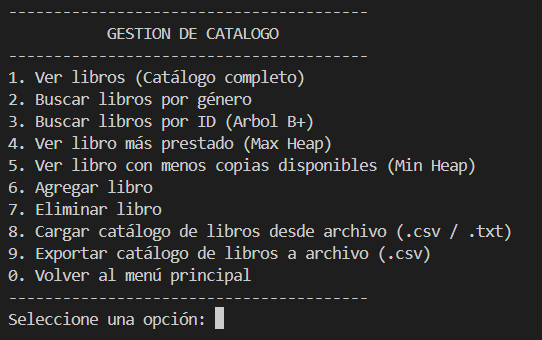 ----------------------------------------
GESTION DE CATALOGO
----------------------------------------
1. Ver libros (Catálogo completo)
2. Buscar libros por género
3. Buscar libros por ID (Arbol B+)
4. Ver libro más prestado (Max Heap)
5. Ver libro con menos copias disponibles (Min Heap)
6. Agregar libro
7. Eliminar libro
8. Cargar catálogo de libros desde archivo (.csv / .txt)
9. Exportar catálogo de libros a archivo (.csv)
0. Volver al menú principal
----------------------------------------
Seleccione una opción: